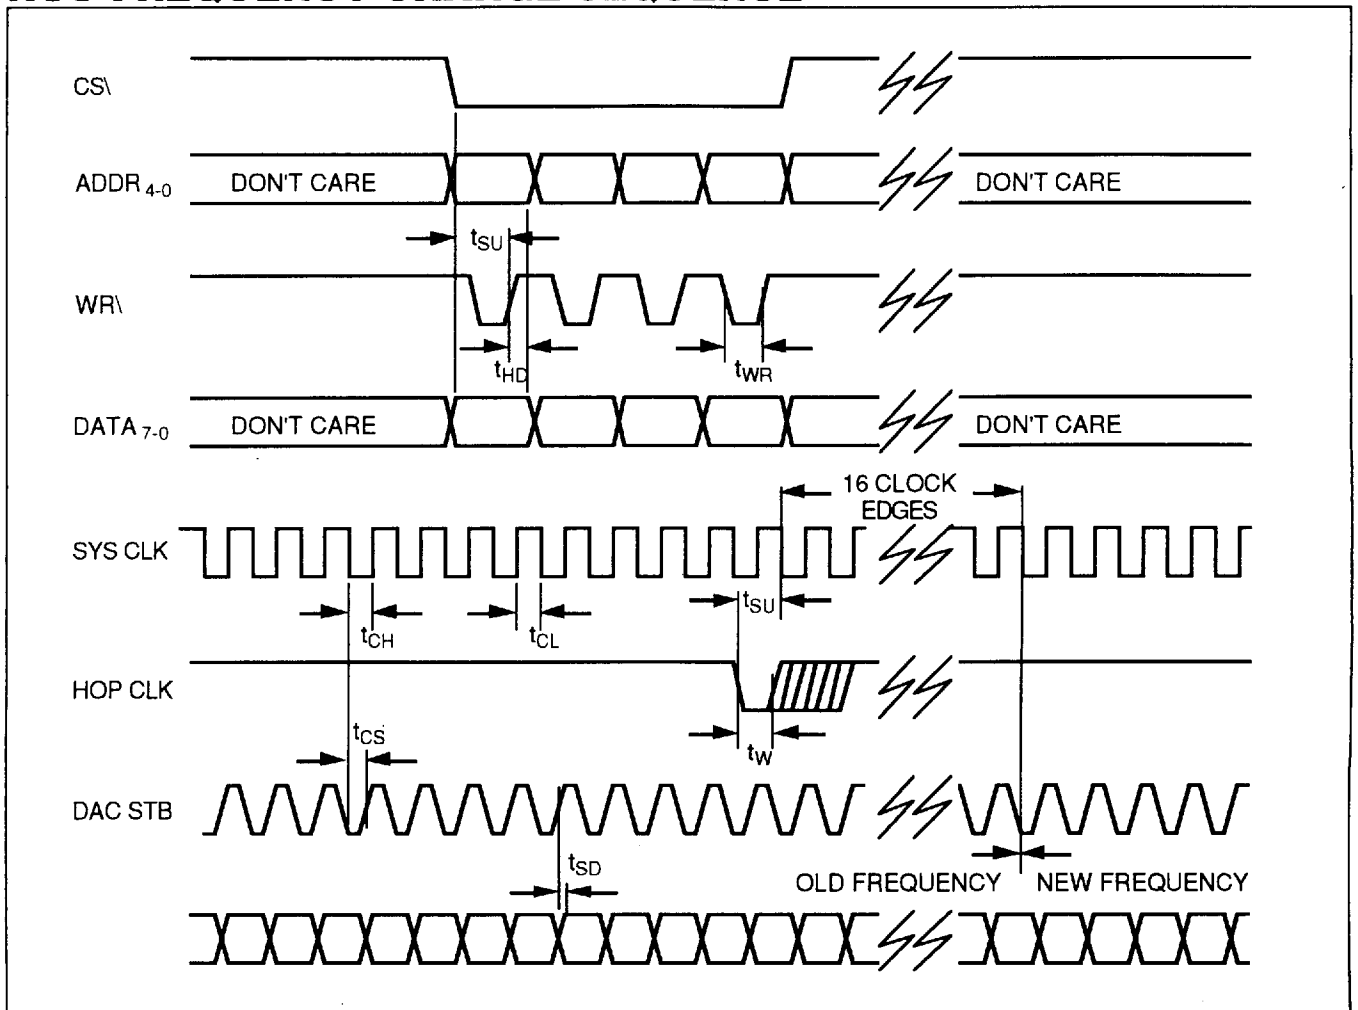 CS\
ADDR 4-0 DON'T CARE DON'T CARE
tSU
WR\
tHD tWR
DATA 7-0 DON'T CARE DON'T CARE
16 CLOCK
EDGES
SYS CLK
tSU
tCH tCL
HOP CLK
tCS tW
DAC STB
tSD
OLD FREQUENCY NEW FREQUENCY